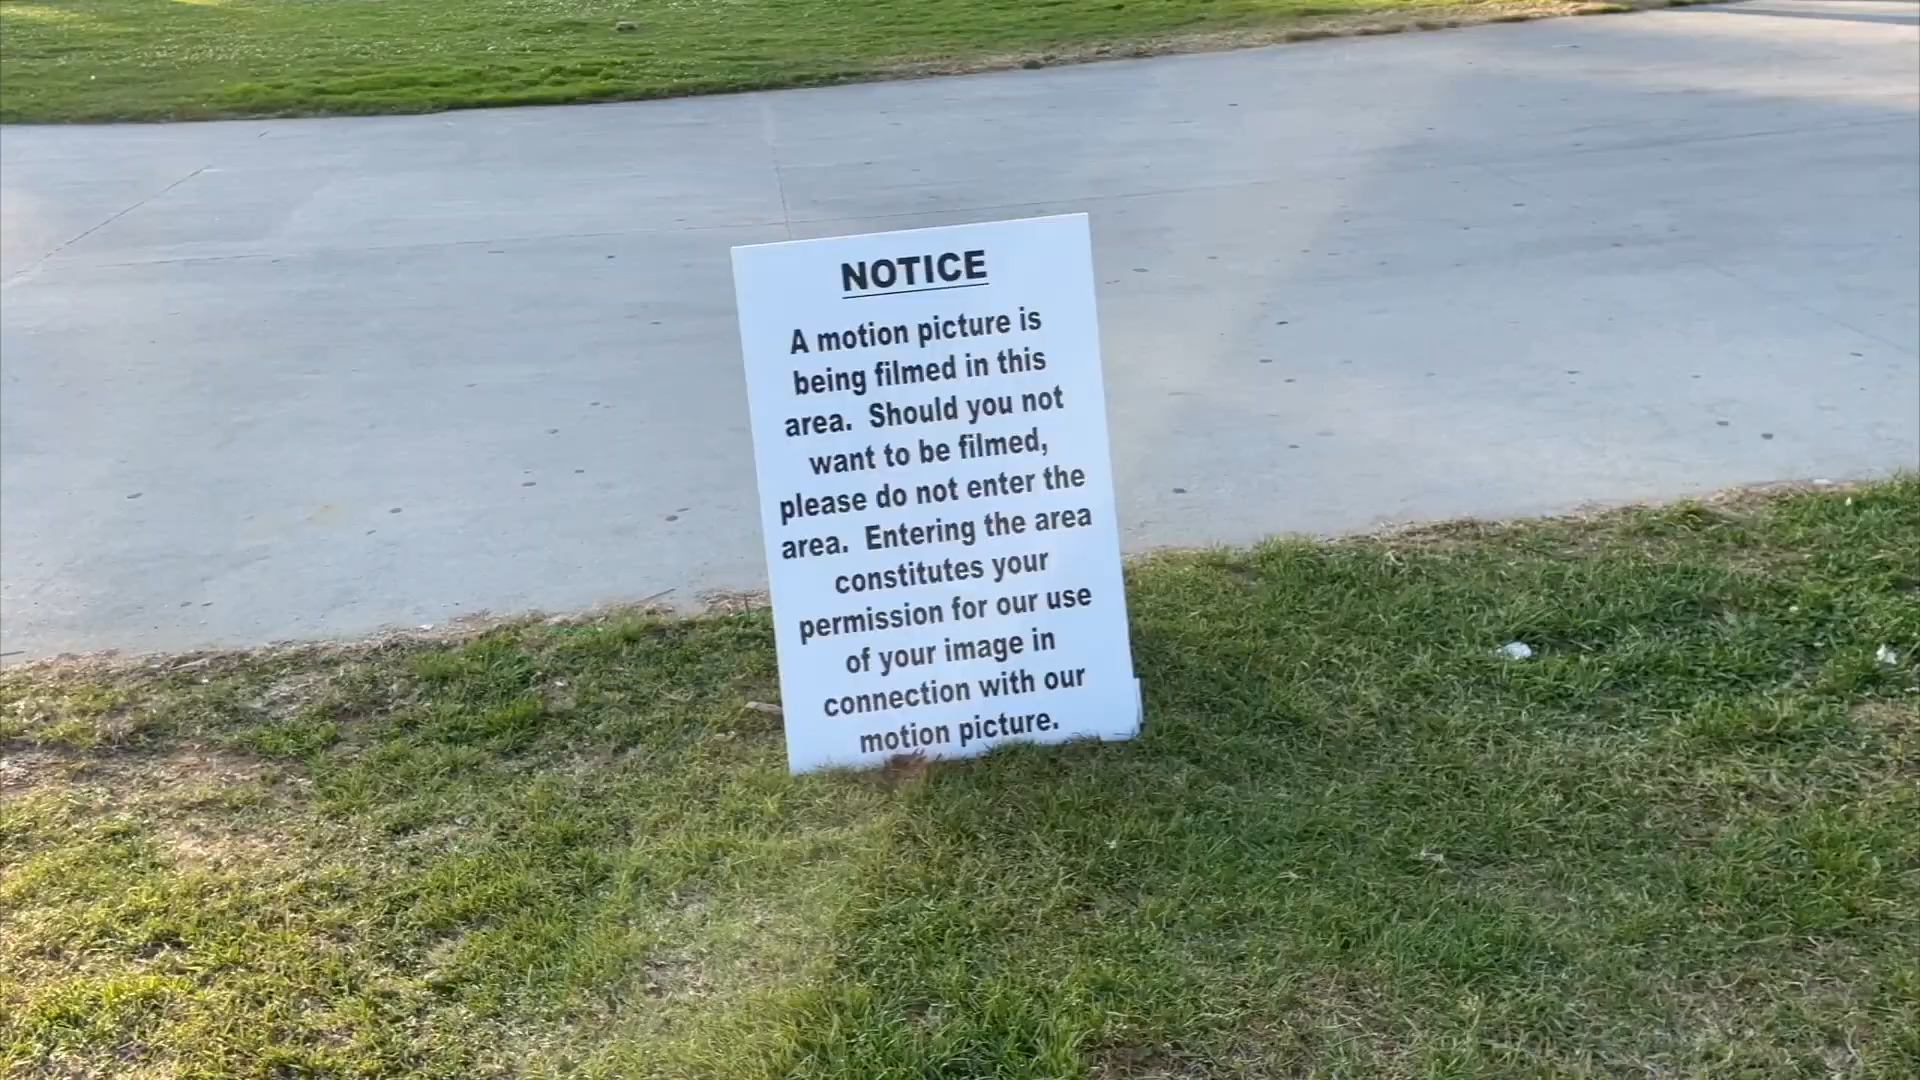 NOTICE
A motion picture is
being filmed in this
area. Should you not
want to be filmed,
please do not enter the
area. Entering the area
constitutes your
permission for our use
of your image in
connection with our
motion picture.